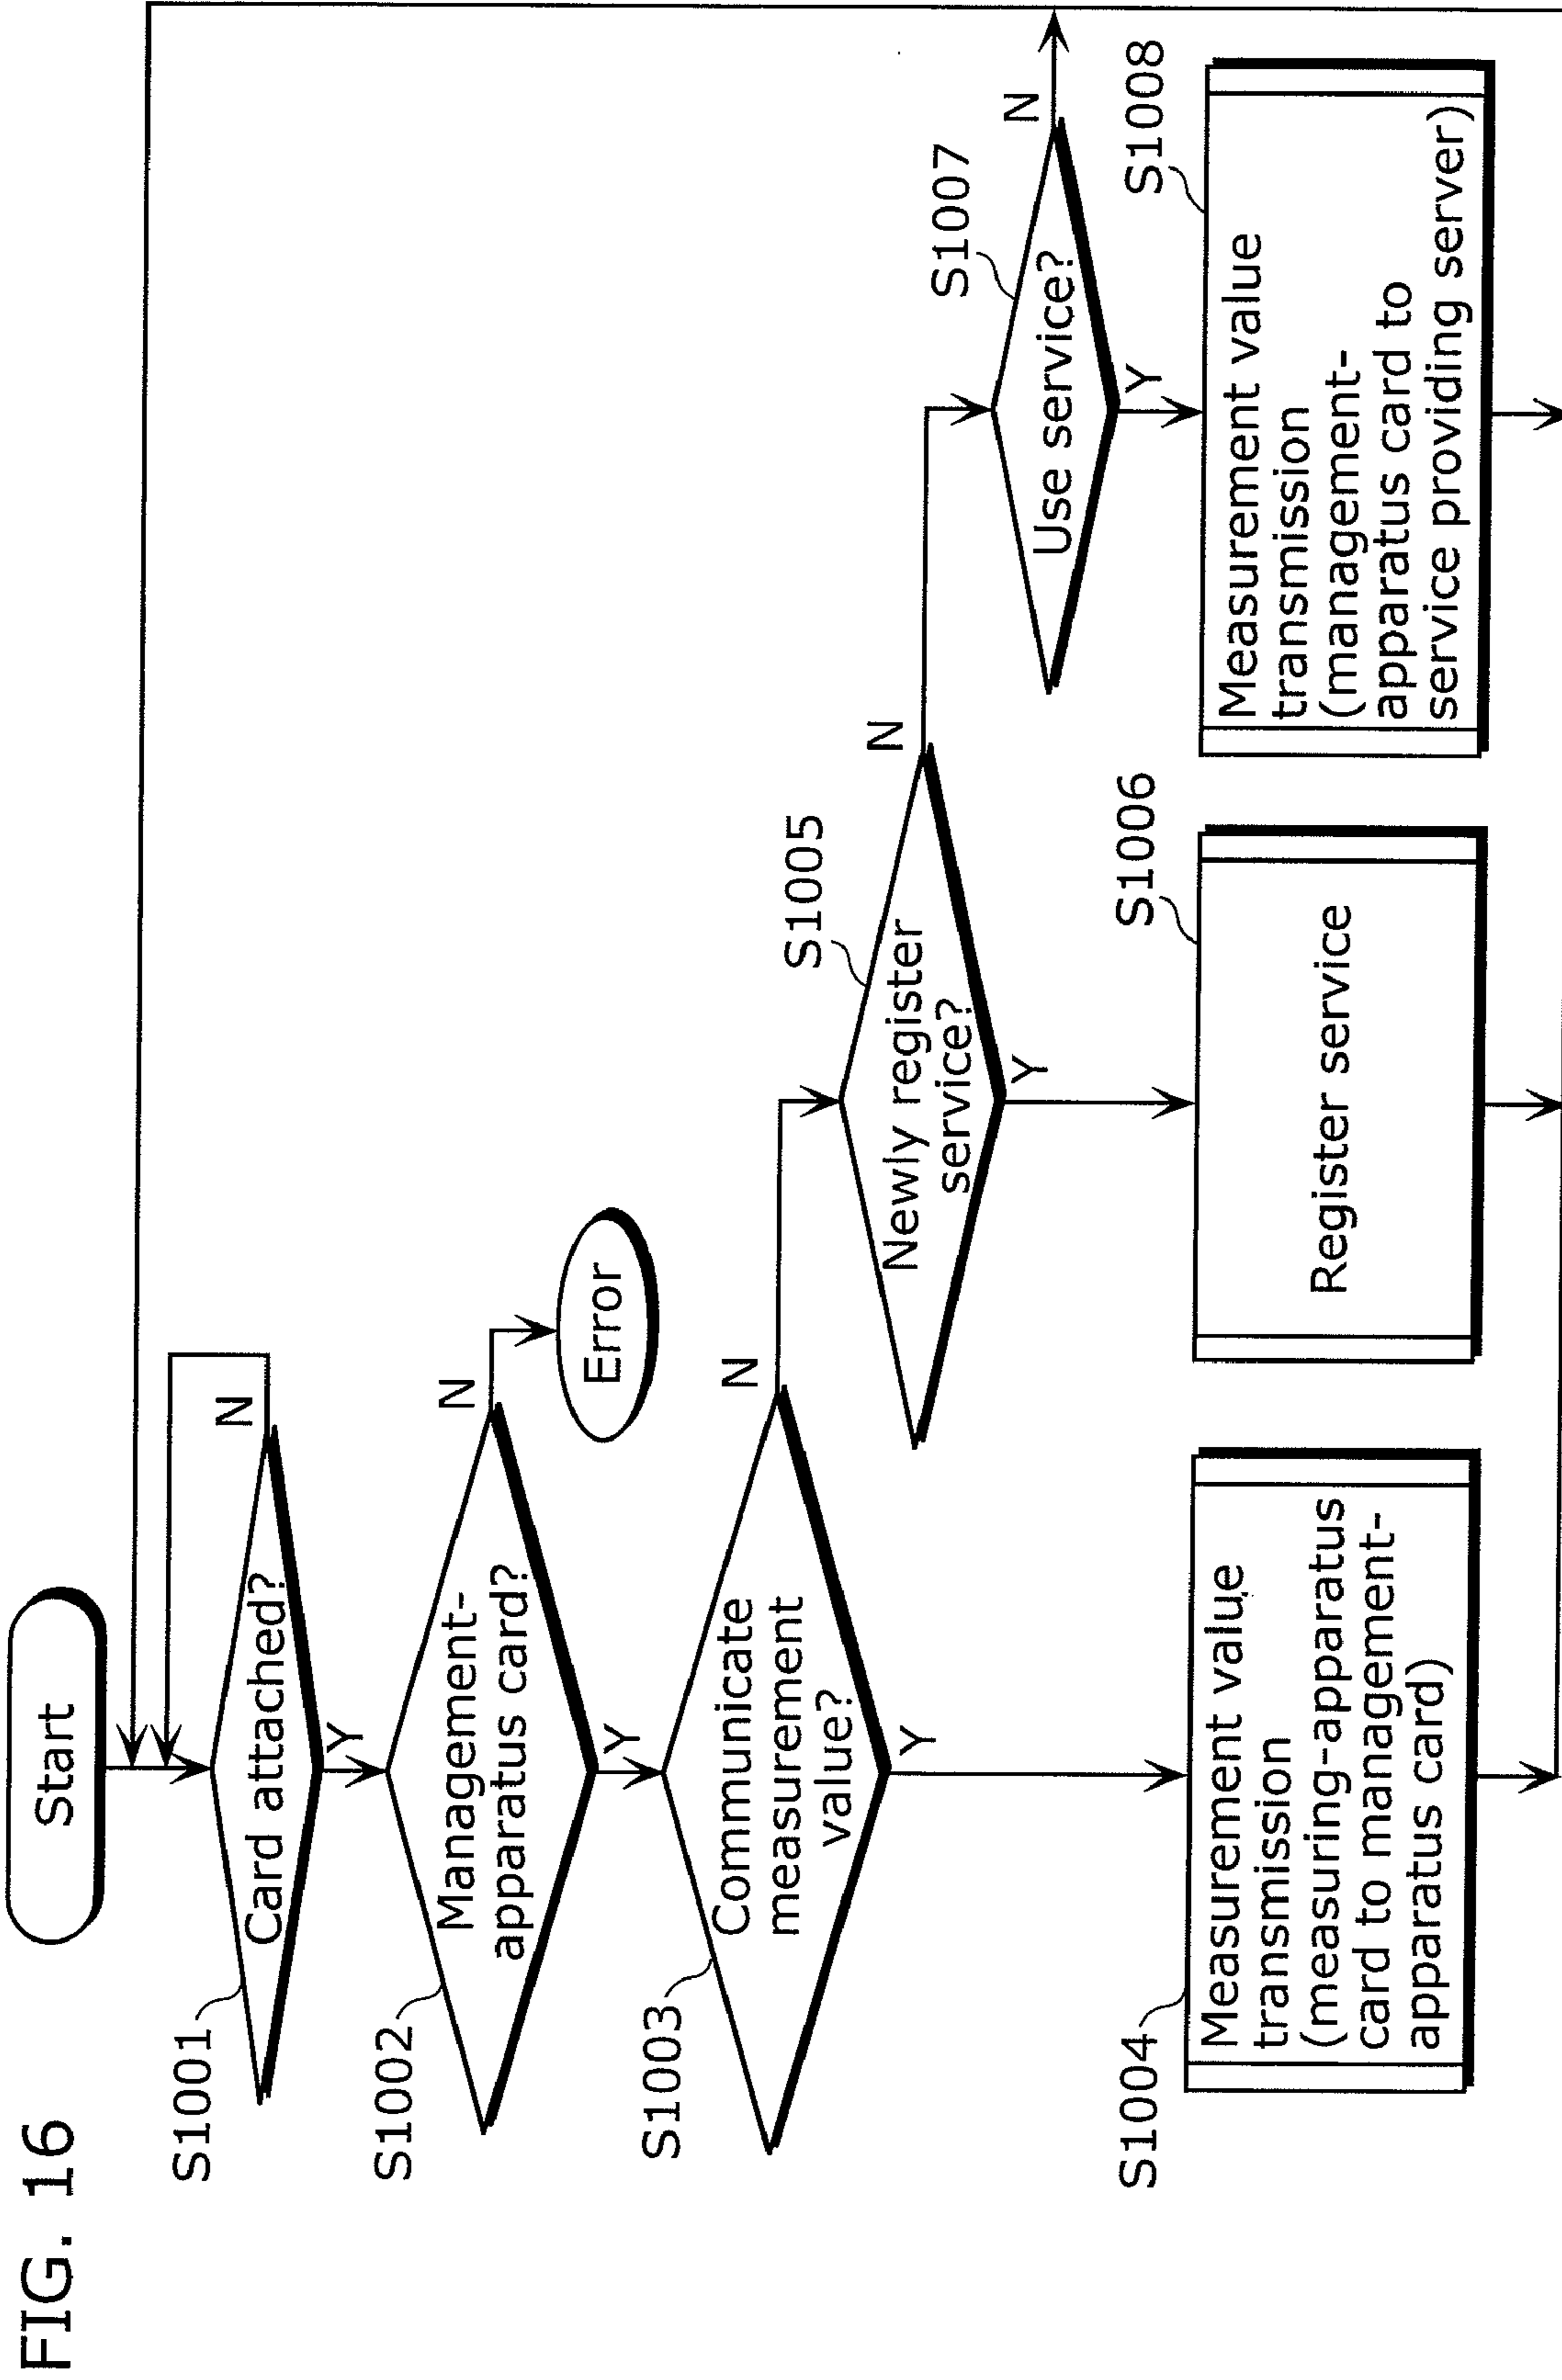 FIG. 16
Start
S1001
Card attached?
N
Y
S1002
Management-
apparatus card?
N
Error
Y
S1003
Communicate
measurement
value?
N
Y
S1005
Newly register
service?
N
Y
S1007
Use service?
N
Y
S1004
Measurement value
transmission
(measuring-apparatus
card to management-
apparatus card)
S1006
Register service
S1008
Measurement value
transmission
(management-
apparatus card to
service providing server)